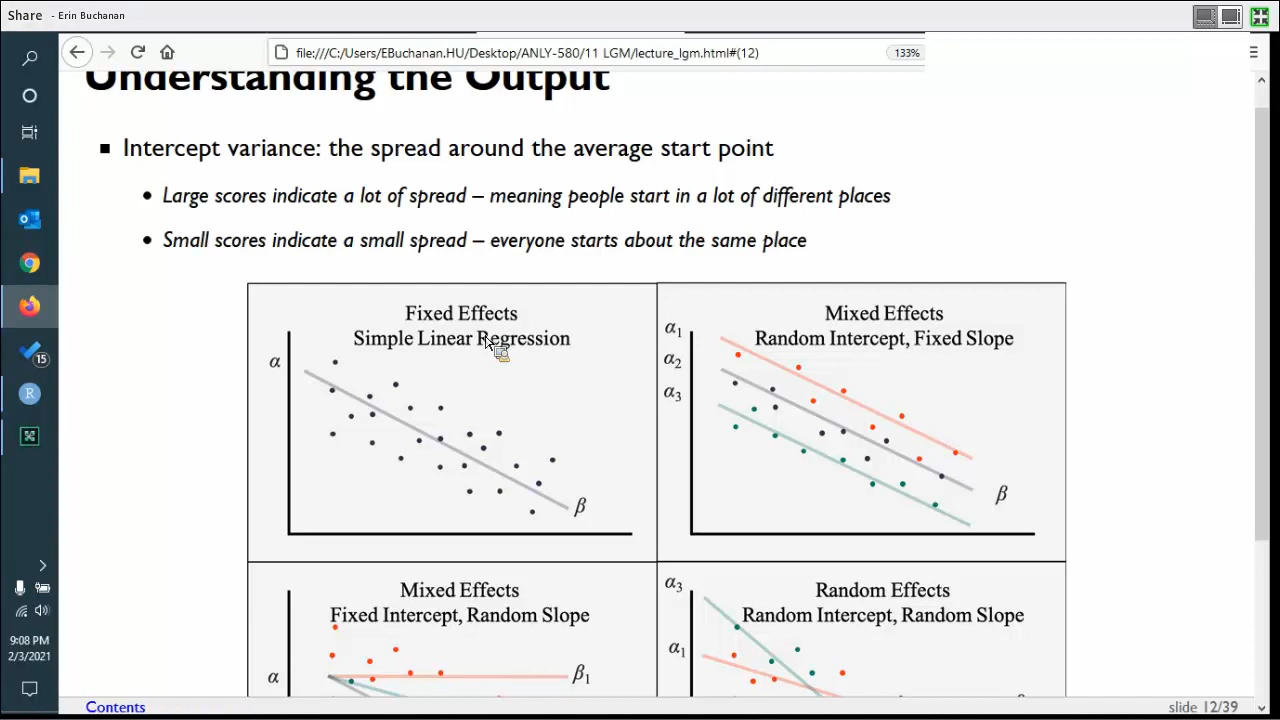 Share - Erin Buchanan
file:///C:/Users/EBuchanan.HU/Desktop/ANLY-580/11 LGM/lecture_lgm.html#(12)
133%
Understanding the Output
Intercept variance: the spread around the average start point
Large scores indicate a lot of spread – meaning people start in a lot of different places
Small scores indicate a small spread – everyone starts about the same place
Fixed Effects
Simple Linear Regression
α
β
Mixed Effects
Random Intercept, Fixed Slope
α1
α2
α3
β
Mixed Effects
Fixed Intercept, Random Slope
α
β1
Random Effects
Random Intercept, Random Slope
α3
α1
15
R
9:08 PM
2/3/2021
Contents
slide 12/39